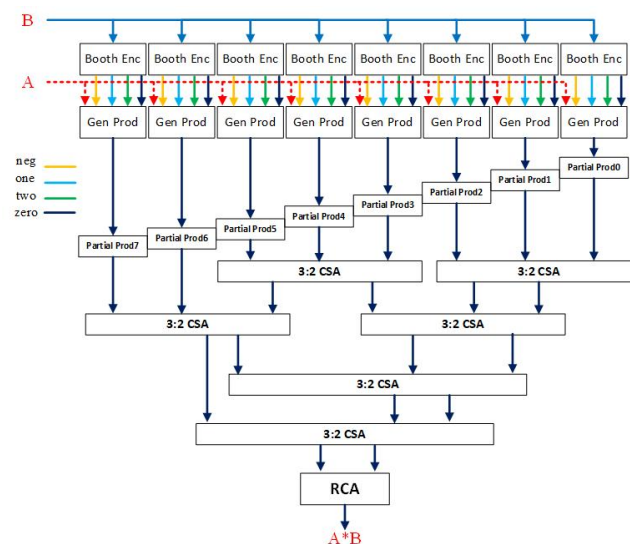 B
Booth Enc Booth Enc Booth Enc Booth Enc Booth Enc Booth Enc Booth Enc Booth Enc
A
Gen Prod Gen Prod Gen Prod Gen Prod Gen Prod Gen Prod Gen Prod Gen Prod
neg
one
two
zero
Partial Prod0
Partial Prod1
Partial Prod2
Partial Prod3
Partial Prod4
Partial Prod5
Partial Prod6
Partial Prod7
3:2 CSA 3:2 CSA
3:2 CSA 3:2 CSA
3:2 CSA
3:2 CSA
RCA
A*B